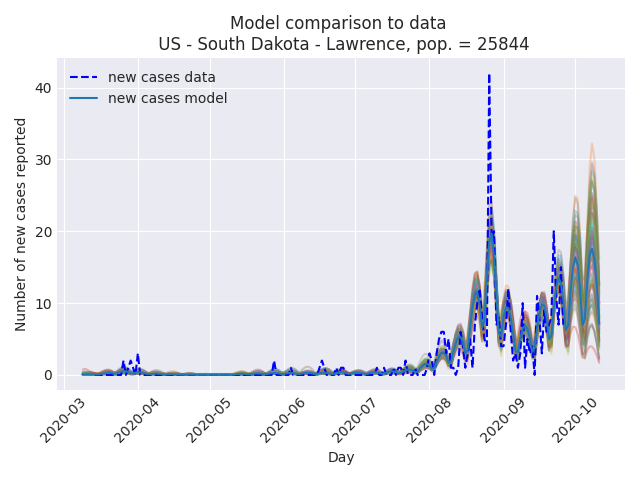 Model comparison to data
US - South Dakota - Lawrence, pop. = 25844
new cases data
new cases model
Number of new cases reported
40
30
20
10
0
2020-03
2020-04
2020-05
2020-06
2020-07
2020-08
2020-09
2020-10
Day